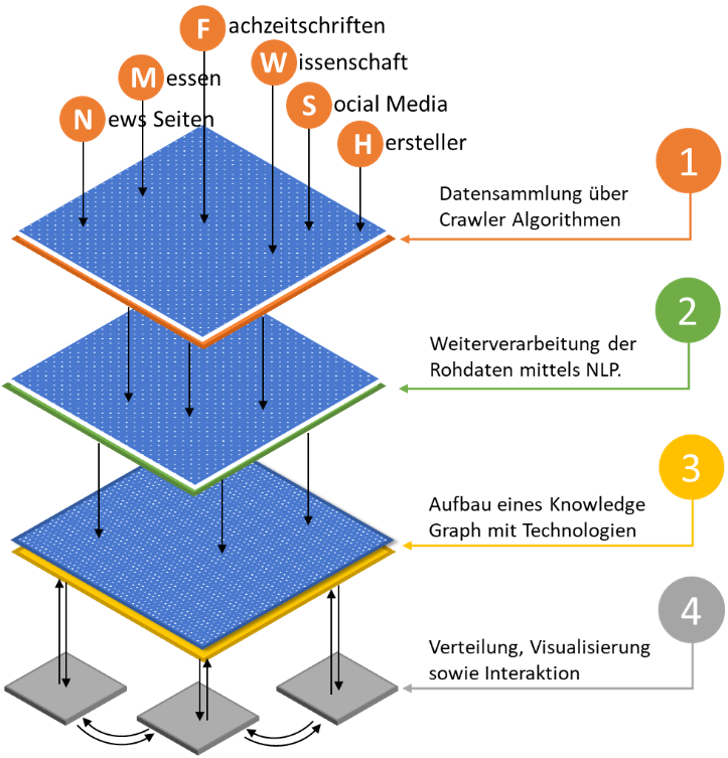 Fachzeitschriften
Wissenschaft
Messen
Social Media
News Seiten
Hersteller
1
Datensammlung über
Crawler Algorithmen
2
Weiterverarbeitung der
Rohdaten mittels NLP.
3
Aufbau eines Knowledge
Graph mit Technologien
4
Verteilung, Visualisierung
sowie Interaktion